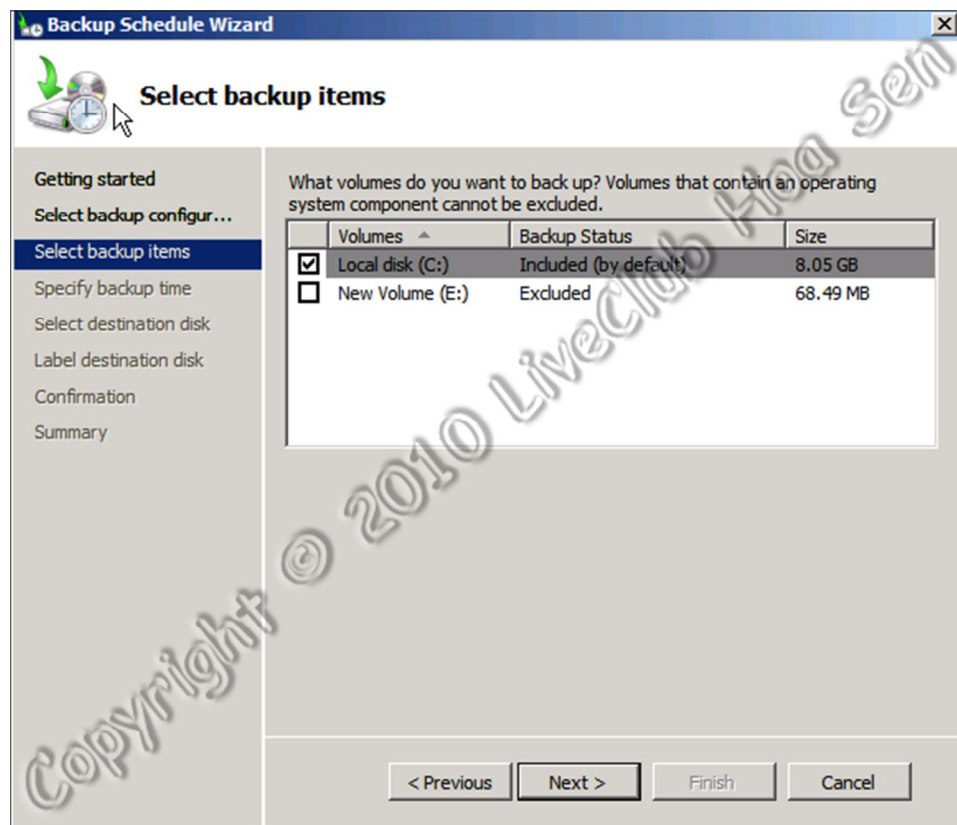 Backup Schedule Wizard
Select backup items
Getting started
Select backup configur...
Select backup items
Specify backup time
Select destination disk
Label destination disk
Confirmation
Summary
What volumes do you want to back up? Volumes that contain an operating
system component cannot be excluded.
Volumes Backup Status Size
Local disk (C:) Included (by default) 8.05 GB
New Volume (E:) Excluded 68.49 MB
< Previous Next > Finish Cancel
Copyright © 2010 LiveClub Hoa Sen